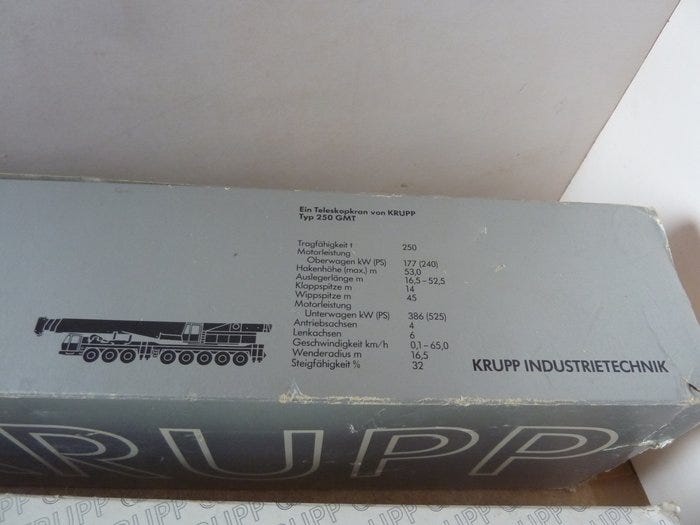 Ein Teleskopkran von KRUPP
Typ 250 GMT
Tragfähigkeit t 250
Motorleistung
Oberwagen kW (PS) 177 (240)
Hakenhöhe (max.) m 53,0
Auslegerlänge m 16,5–52,5
Klappspitze m 14
Wippspitze m 45
Motorleistung
Unterwagen kW (PS) 386 (525)
Antriebsachsen 4
Lenkachsen 6
Geschwindigkeit km/h 0,1–65,0
Wenderadius m 16,5
Steigfähigkeit % 32
KRUPP INDUSTRIETECHNIK
KRUPP